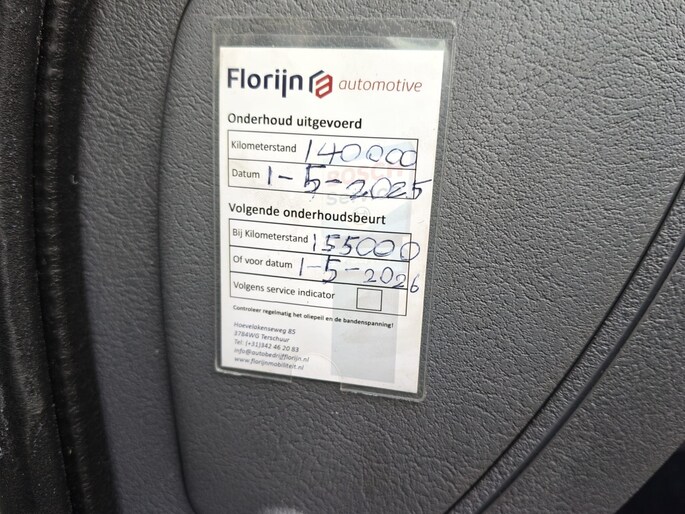 Florijn automotive
Onderhoud uitgevoerd
Kilometerstand 140000
Datum 1-5-2025
Volgende onderhoudsbeurt
Bij Kilometerstand 155000
Of voor datum 1-5-2026
Volgens service indicator
Controleer regelmatig het oliepeil en de bandenspanning!
Hoevelakenseweg 85
3784WG Terschuur
Tel: (+31)342 46 20 83
info@autobedrijfflorijn.nl
www.florijnmobiliteit.nl